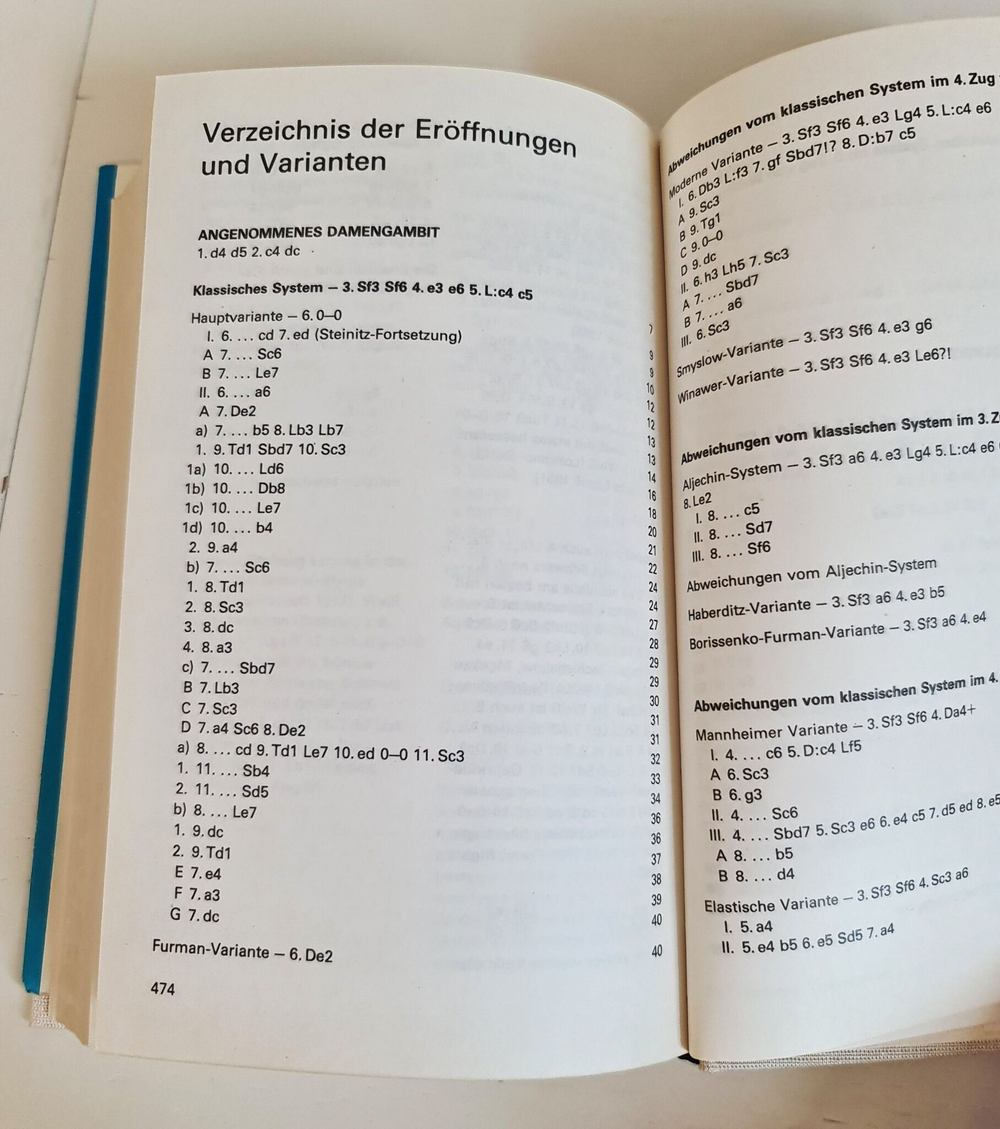 Verzeichnis der Eröffnungen
und Varianten
ANGENOMMENES DAMENGAMBIT
1. d4 d5 2. c4 dc
Klassisches System – 3. Sf3 Sf6 4. e3 e6 5. L:c4 c5 7
Hauptvariante – 6. 0–0 9
I. 6. ... cd 7. ed (Steinitz-Fortsetzung) 9
A 7. ... Sc6 10
B 7. ... Le7 12
II. 6. ... a6 12
A 7. De2 13
a) 7. ... b5 8. Lb3 Lb7 13
1. 9. Td1 Sbd7 10. Sc3 14
1a) 10. ... Ld6 16
1b) 10. ... Db8 18
1c) 10. ... Le7 20
1d) 10. ... b4 21
2. 9. a4 22
b) 7. ... Sc6 24
1. 8. Td1 24
2. 8. Sc3 27
3. 8. dc 28
4. 8. a3 29
c) 7. ... Sbd7 29
B 7. Lb3 30
C 7. Sc3 31
D 7. a4 Sc6 8. De2 31
a) 8. ... cd 9. Td1 Le7 10. ed 0–0 11. Sc3 32
1. 11. ... Sb4 33
2. 11. ... Sd5 34
b) 8. ... Le7 36
1. 9. dc 36
2. 9. Td1 37
E 7. e4 38
F 7. a3 39
G 7. dc 40
Furman-Variante – 6. De2 40
474
Abweichungen vom klassischen System im 4. Zug
Moderne Variante – 3. Sf3 Sf6 4. e3 Lg4 5. L:c4 e6
I. 6. Db3 L:f3 7. gf Sbd7!? 8. D:b7 c5
A 9. Sc3
B 9. Tg1
C 9. 0–0
D 9. dc
II. 6. h3 Lh5 7. Sc3
A 7. ... Sbd7
B 7. ... a6
III. 6. Sc3
Smyslow-Variante – 3. Sf3 Sf6 4. e3 g6
Winawer-Variante – 3. Sf3 Sf6 4. e3 Le6?!
Abweichungen vom klassischen System im 3.
Aljechin-System – 3. Sf3 a6 4. e3 Lg4 5. L:c4 e6
8. Le2
I. 8. ... c5
II. 8. ... Sd7
III. 8. ... Sf6
Abweichungen vom Aljechin-System
Haberditz-Variante – 3. Sf3 a6 4. e3 b5
Borissenko-Furman-Variante – 3. Sf3 a6 4. e4
Abweichungen vom klassischen System im 4.
Mannheimer Variante – 3. Sf3 Sf6 4. Da4+
I. 4. ... c6 5. D:c4 Lf5
A 6. Sc3
B 6. g3
II. 4. ... Sc6
III. 4. ... Sbd7 5. Sc3 e6 6. e4 c5 7. d5 ed 8. e5
A 8. ... b5
B 8. ... d4
Elastische Variante – 3. Sf3 Sf6 4. Sc3 a6
I. 5. a4
II. 5. e4 b5 6. e5 Sd5 7. a4